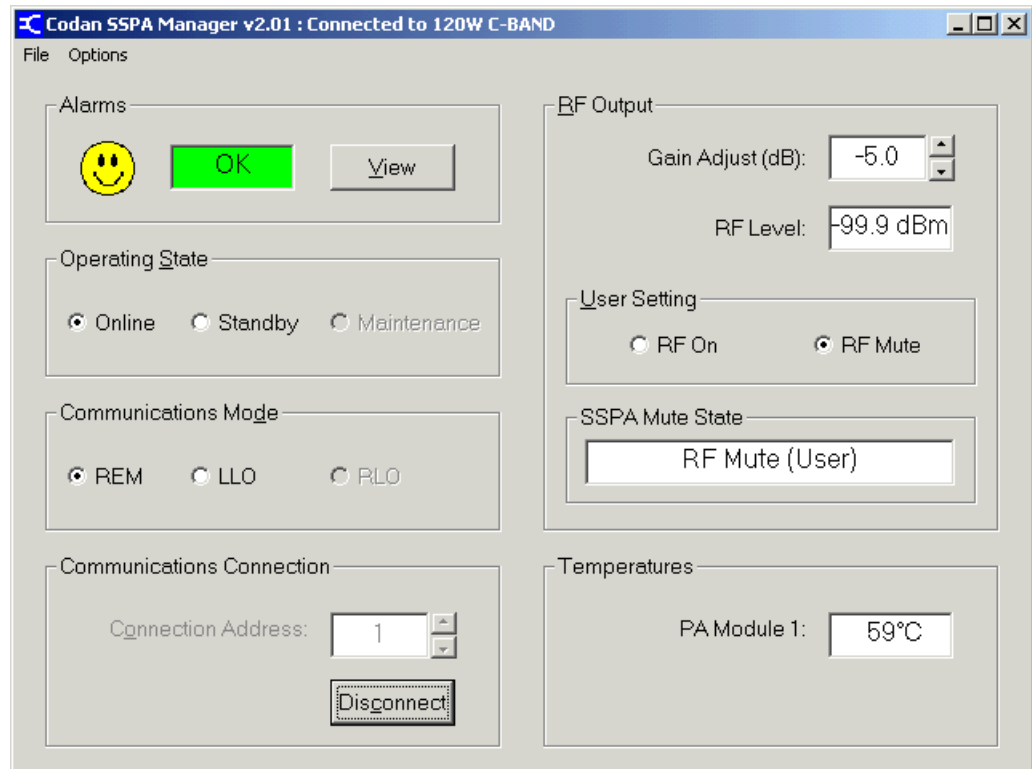 Codan SSPA Manager v2.01 : Connected to 120W C-BAND
File Options
Alarms
OK
View
Operating State
Online Standby Maintenance
Communications Mode
REM LLO RLO
Communications Connection
Connection Address: 1
Disconnect
RF Output
Gain Adjust (dB): -5.0
RF Level: -99.9 dBm
User Setting
RF On RF Mute
SSPA Mute State
RF Mute (User)
Temperatures
PA Module 1: 59°C